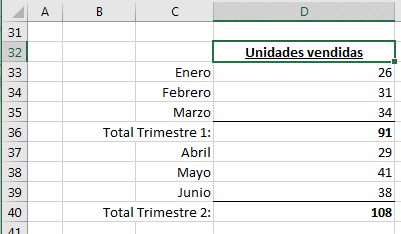 A B C D
31
32 Unidades vendidas
33 Enero 26
34 Febrero 31
35 Marzo 34
36 Total Trimestre 1: 91
37 Abril 29
38 Mayo 41
39 Junio 38
40 Total Trimestre 2: 108
41